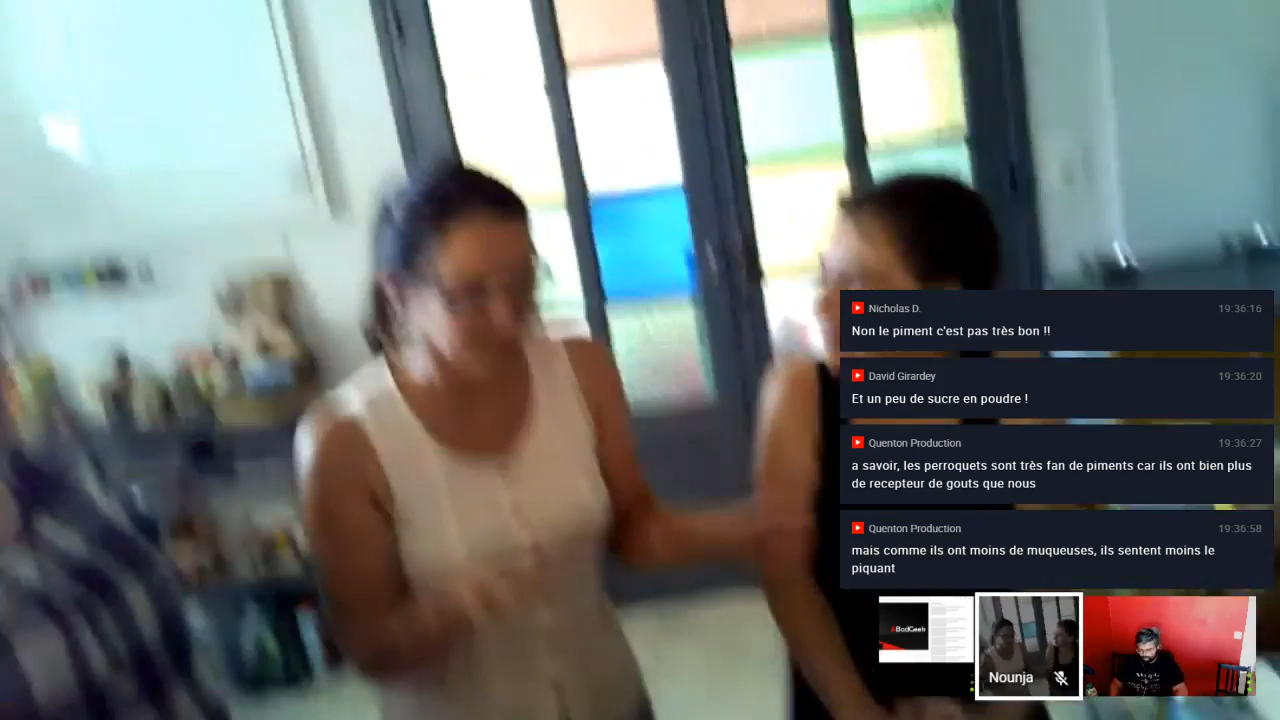 Nicholas D. 19:36:16
Non le piment c'est pas très bon !!
David Girardey 19:36:20
Et un peu de sucre en poudre !
Quenton Production 19:36:27
a savoir, les perroquets sont très fan de piments car ils ont bien plus
de recepteur de gouts que nous
Quenton Production 19:36:58
mais comme ils ont moins de muqueuses, ils sentent moins le
piquant
ABadGeek
Nounja